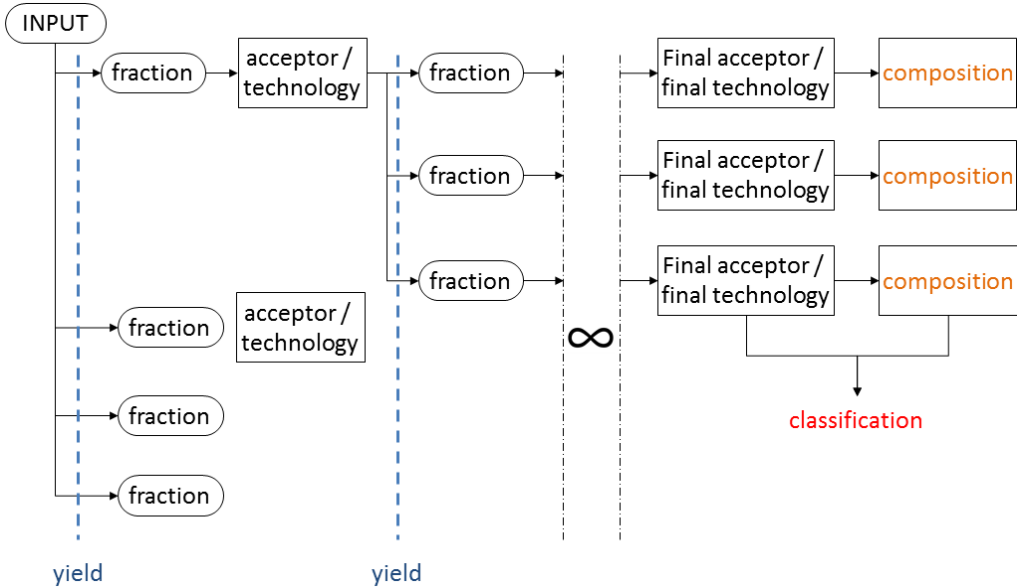 INPUT
fraction
acceptor /
technology
fraction
Final acceptor /
final technology
composition
fraction
Final acceptor /
final technology
composition
fraction
Final acceptor /
final technology
composition
fraction
acceptor /
technology
∞
fraction
classification
fraction
yield
yield